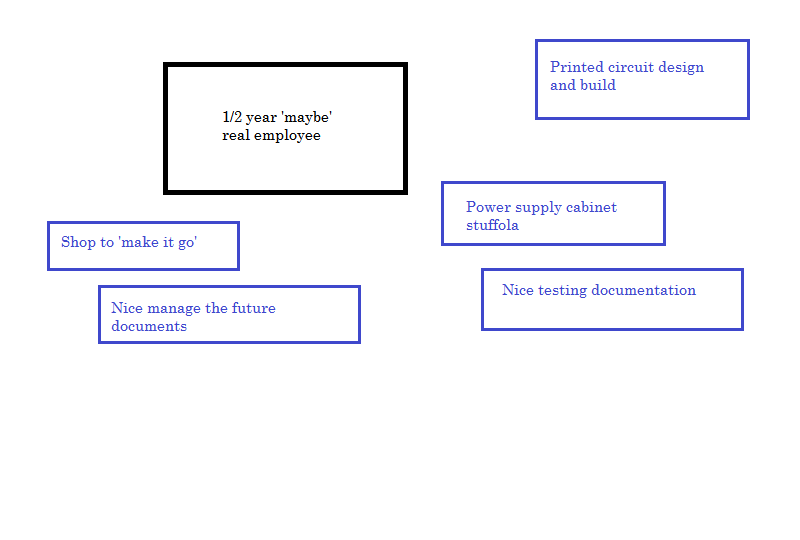 Printed circuit design
and build
1/2 year 'maybe'
real employee
Power supply cabinet
stuffola
Shop to 'make it go'
Nice testing documentation
Nice manage the future
documents